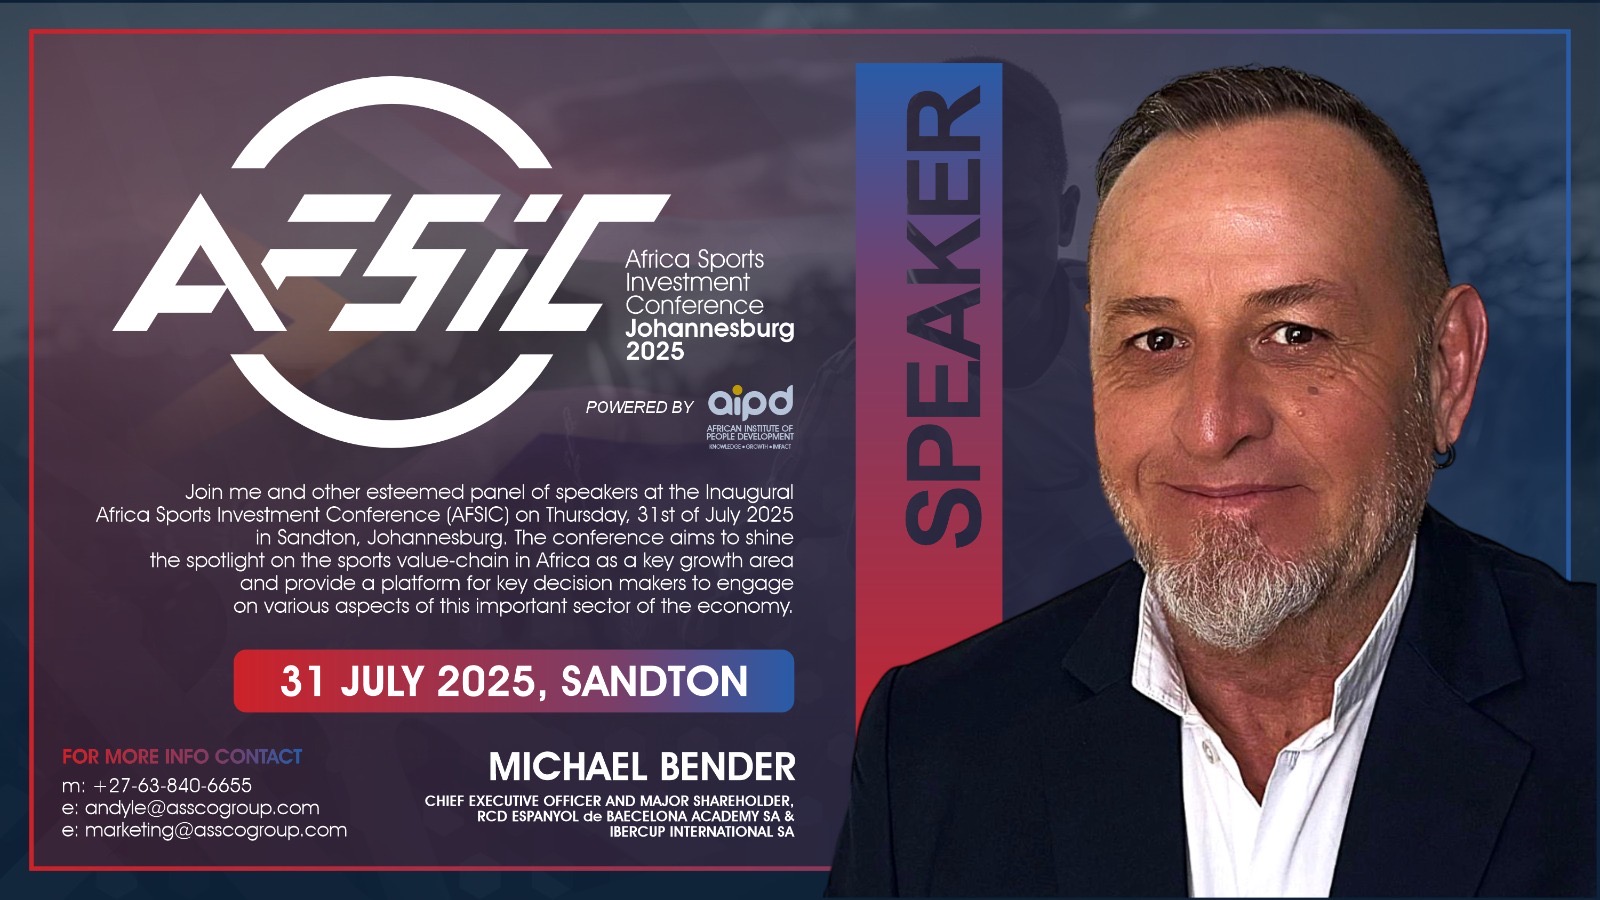 AFSiC
Africa Sports
Investment
Conference
Johannesburg
2025
POWERED BY
aipd
AFRICAN INSTITUTE OF
PEOPLE DEVELOPMENT
KNOWLEDGE • GROWTH • IMPACT
Join me and other esteemed panel of speakers at the Inaugural
Africa Sports Investment Conference (AFSIC) on Thursday, 31st of July 2025
in Sandton, Johannesburg. The conference aims to shine
the spotlight on the sports value-chain in Africa as a key growth area
and provide a platform for key decision makers to engage
on various aspects of this important sector of the economy.
31 JULY 2025, SANDTON
FOR MORE INFO CONTACT
m: +27-63-840-6655
e: andyle@asscogroup.com
e: marketing@asscogroup.com
MICHAEL BENDER
CHIEF EXECUTIVE OFFICER AND MAJOR SHAREHOLDER,
RCD ESPANYOL de BAECELONA ACADEMY SA &
IBERCUP INTERNATIONAL SA
SPEAKER